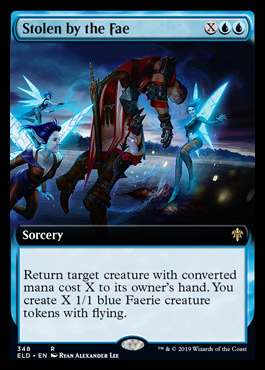 Stolen by the Fae XUU
Sorcery
Return target creature with converted
mana cost X to its owner's hand. You
create X 1/1 blue Faerie creature
tokens with flying.
348 R
ELD • EN Ryan Alexander Lee
™ & © 2019 Wizards of the Coast